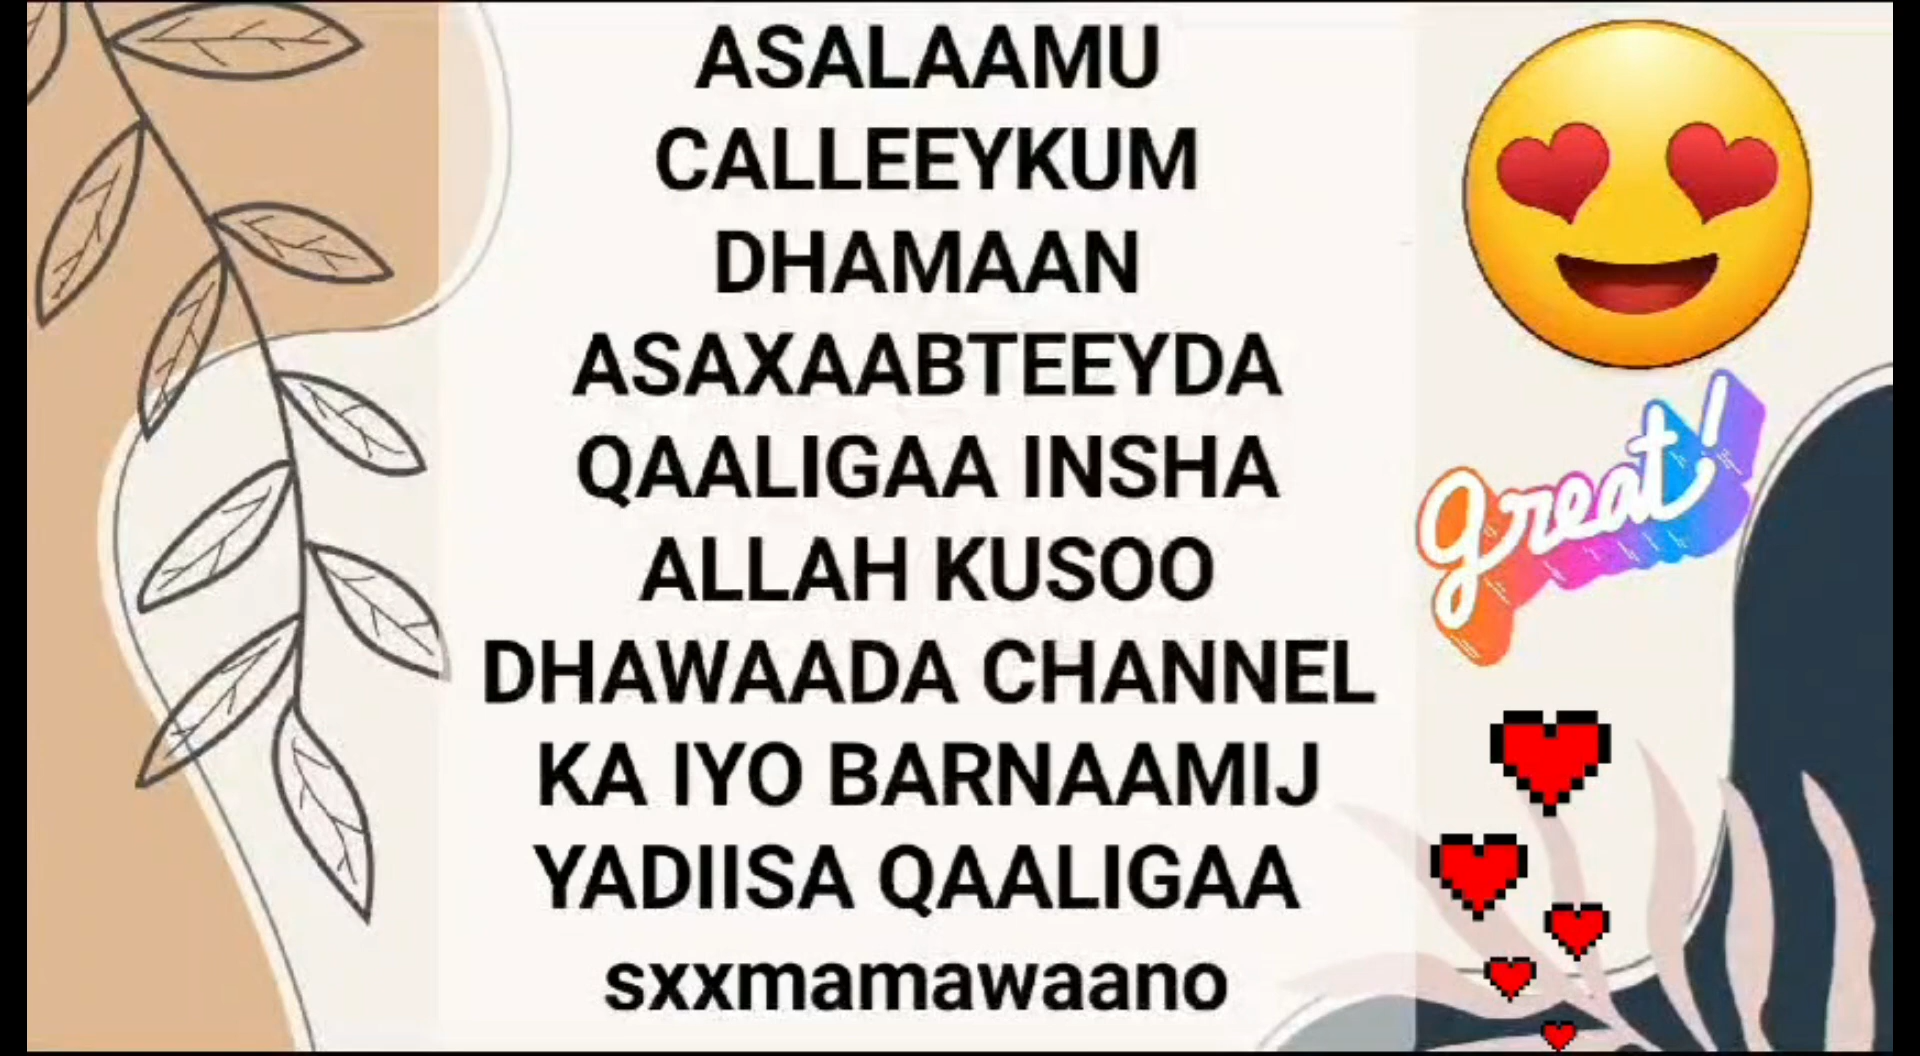 ASALAAMU
CALLEEYKUM
DHAMAAN
ASAXAABTEEYDA
QAALIGAA INSHA
ALLAH KUSOO
DHAWAADA CHANNEL
KA IYO BARNAAMIJ
YADIISA QAALIGAA
sxxmamawaano
great!